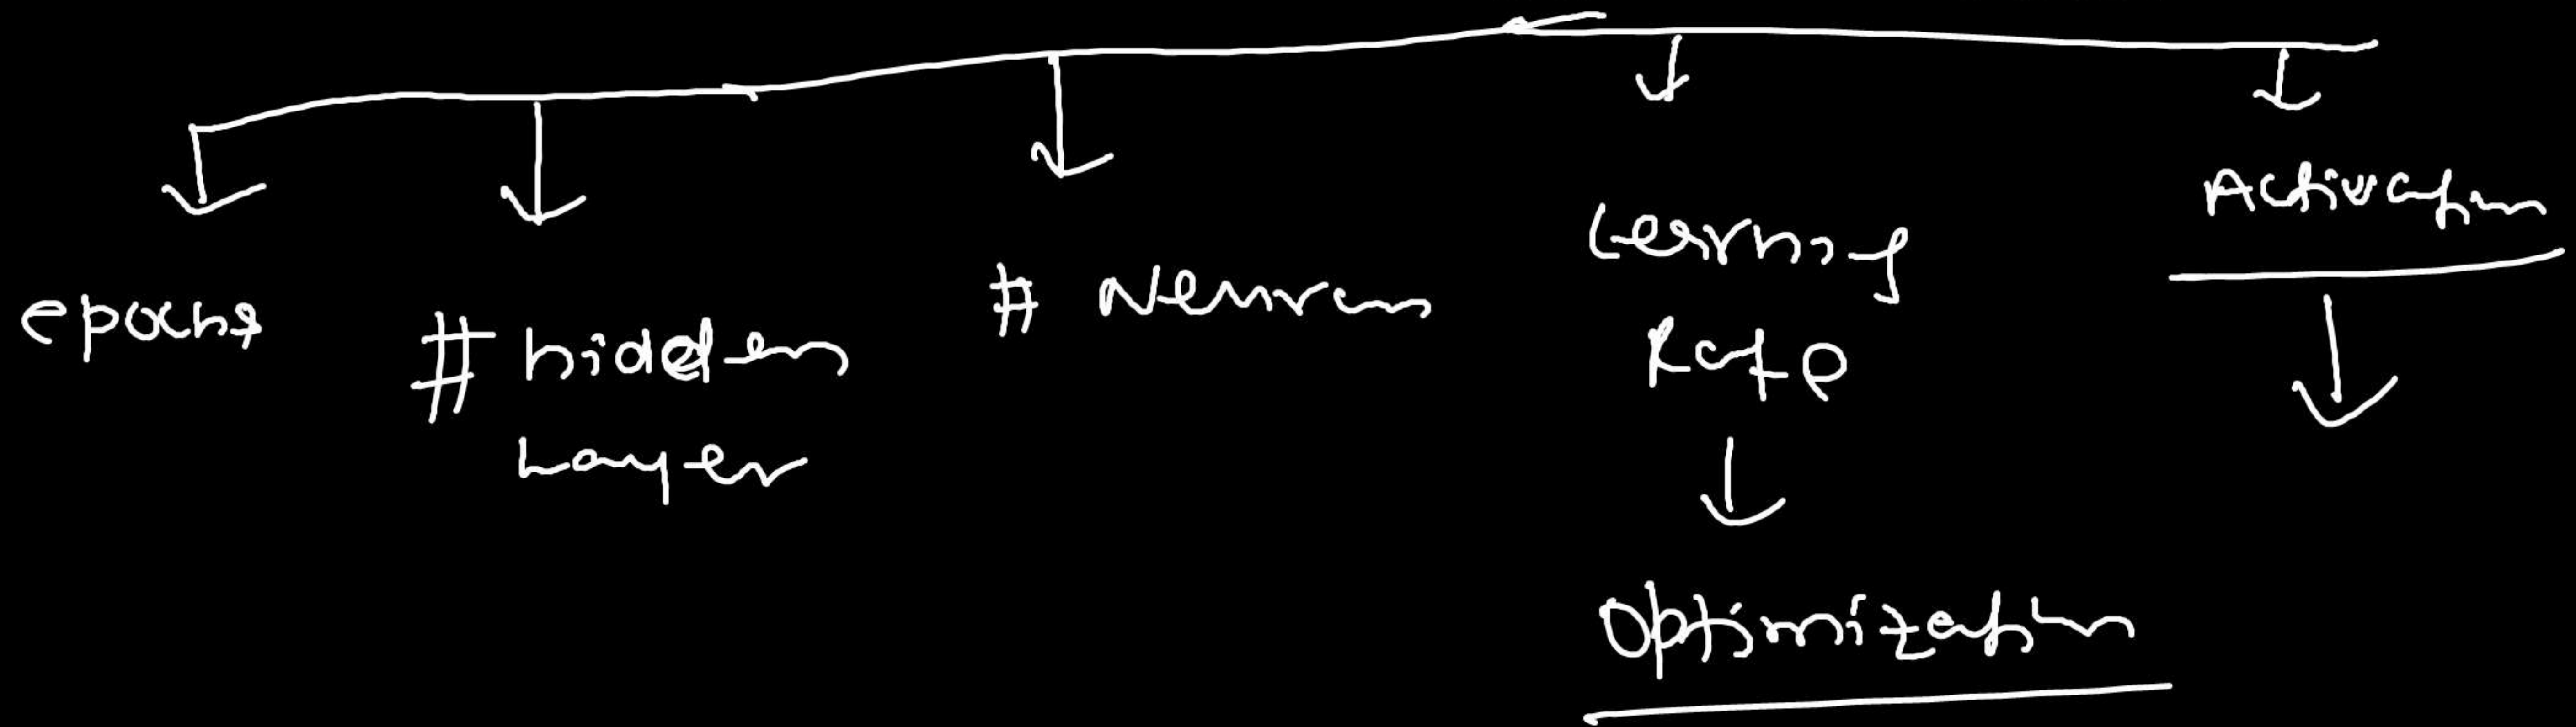 epochs
# hidden
Layer
# Neurons
Learning
Rate
Optimization
Activation